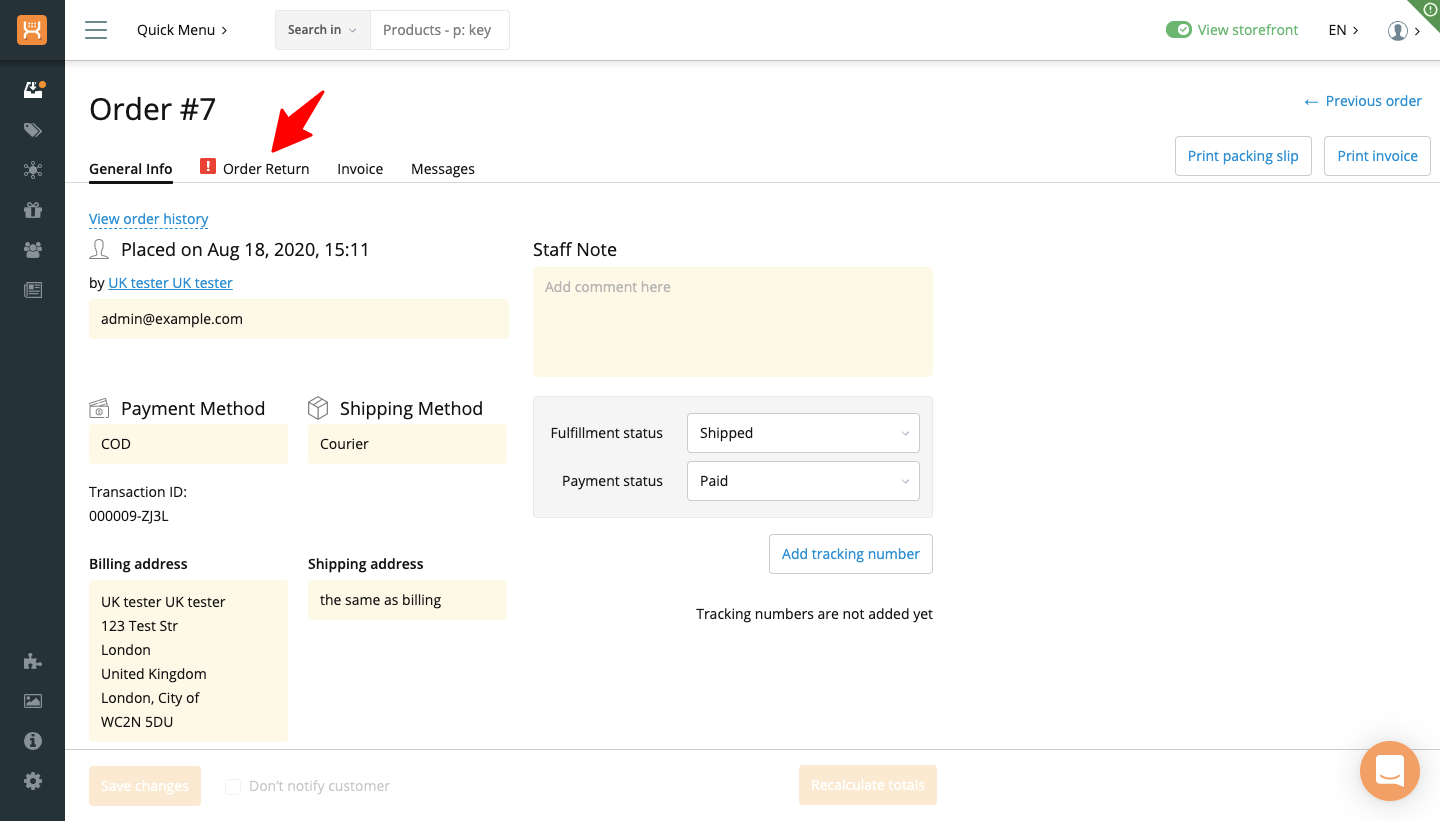 Quick Menu
Search in
Products - p: key
View storefront
EN
Order #7
← Previous order
General Info
! Order Return
Invoice
Messages
Print packing slip
Print invoice
View order history
Placed on Aug 18, 2020, 15:11
by UK tester UK tester
admin@example.com
Staff Note
Add comment here
Payment Method
COD
Shipping Method
Courier
Fulfillment status
Shipped
Payment status
Paid
Transaction ID:
000009-ZJ3L
Add tracking number
Tracking numbers are not added yet
Billing address
UK tester UK tester
123 Test Str
London
United Kingdom
London, City of
WC2N 5DU
Shipping address
the same as billing
Save changes
Don't notify customer
Recalculate totals